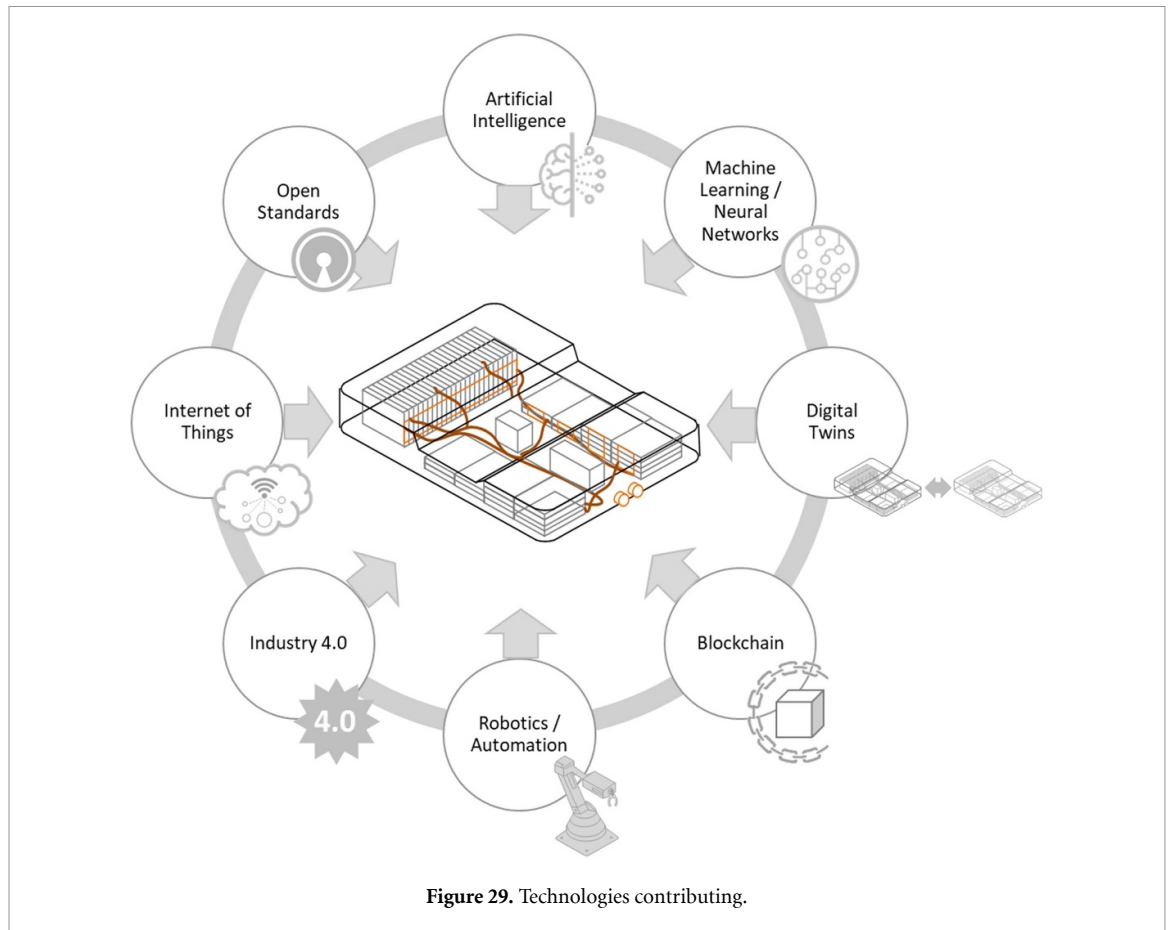 Artificial
Intelligence
Machine
Learning /
Neural
Networks
Open
Standards
Internet of
Things
Digital
Twins
Industry 4.0
4.0
Blockchain
Robotics /
Automation
Figure 29. Technologies contributing.